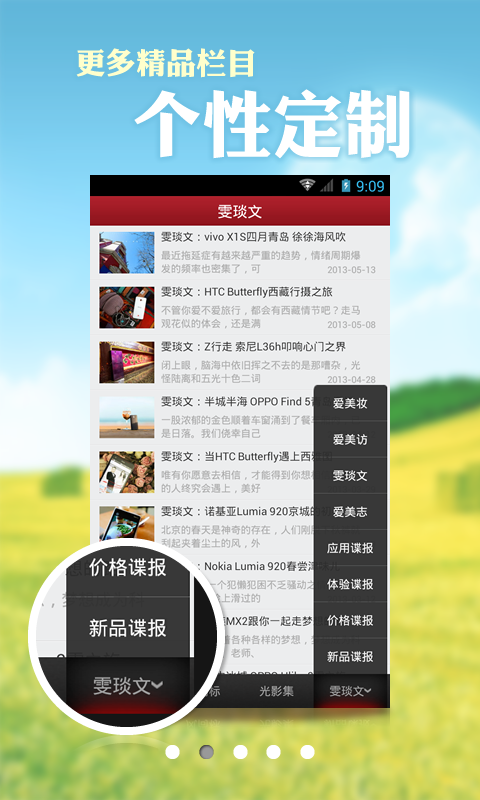 更多精品栏目
个性定制
9:09
雯琰文
雯琰文：vivo X1S四月青岛 徐徐海风吹
最近拖延症有越来越严重的趋势，情绪周期爆
发的频率也密集了，可
2013-05-13
雯琰文：HTC Butterfly西藏行摄之旅
不管你爱不爱旅行，都会有西藏情节吧？走马
观花似的体会，还是满
2013-05-08
雯琰文：Z行走 索尼L36h叩响心门之界
闭上眼，脑海中依旧挥之不去的是那嘈杂，光
怪陆离和五光十色二词
2013-04-28
雯琰文：半城半海 OPPO Find 5
一股浓郁的金色顺着车窗涌到了餐
是日落。我们侥幸自己
雯琰文：当HTC Butterfly遇上西
唯有你愿意去相信，才能得到你想
的人终究会遇见，美好
雯琰文：诺基亚Lumia 920京城的
北京的春天是神奇的存在，人们刚
刮起夹着尘土的风，外
：Nokia Lumia 920春尝
一个犯懒犯困不乏骚动之
上滑过的
MX2跟你一起走梦
着各种各样的梦想，梦
老师、
爱美妆
爱美访
雯琰文
爱美志
应用谍报
体验谍报
价格谍报
新品谍报
标
光影集
雯琰文
价格谍报
新品谍报
雯琰文